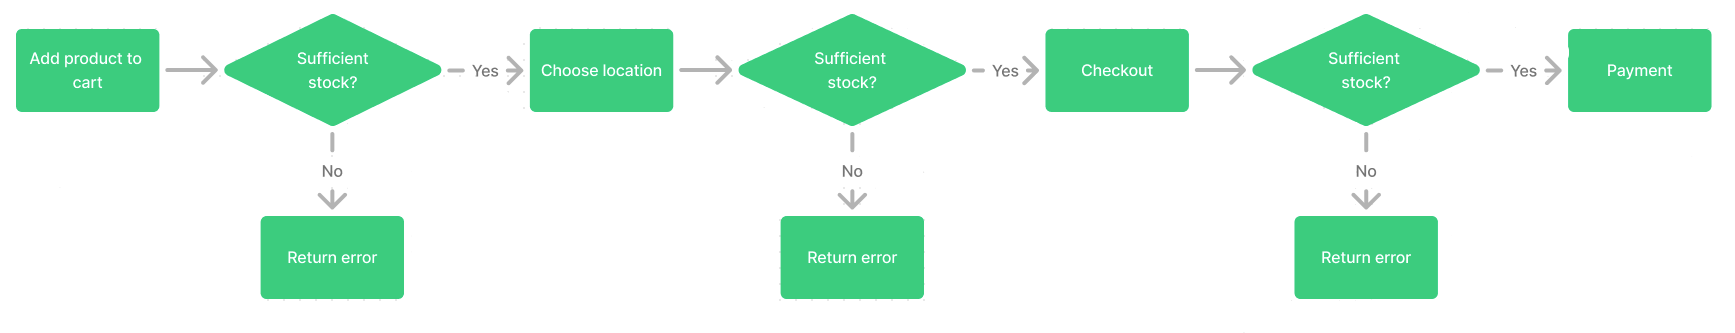 Add product to
cart
Sufficient
stock?
Yes
Choose location
Sufficient
stock?
Yes
Checkout
Sufficient
stock?
Yes
Payment
No
No
No
Return error
Return error
Return error